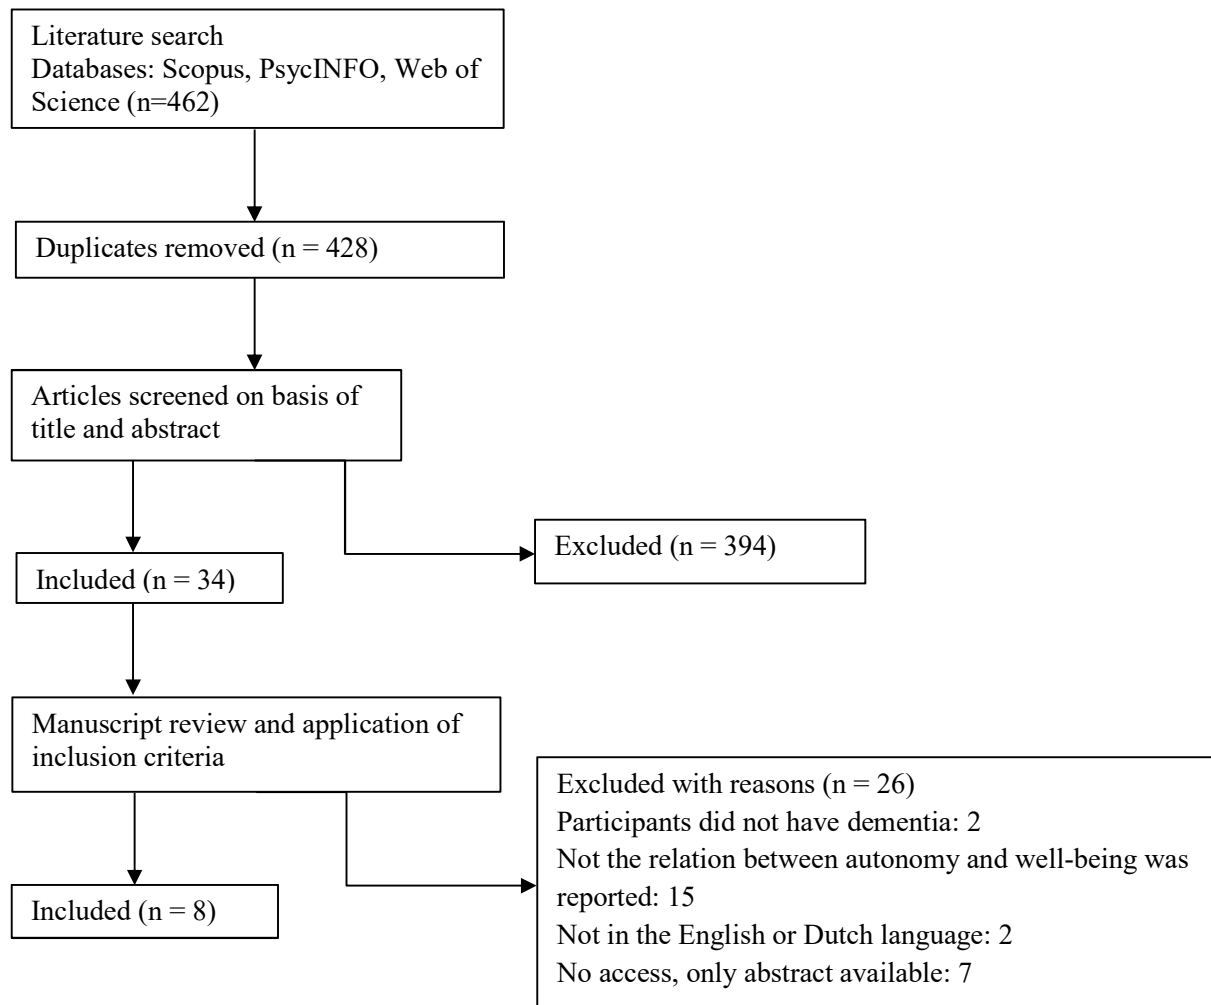 Literature search
Databases: Scopus, PsycINFO, Web of
Science (n=462)
Duplicates removed (n = 428)
Articles screened on basis of
title and abstract
Excluded (n = 394)
Included (n = 34)
Manuscript review and application of
inclusion criteria
Excluded with reasons (n = 26)
Participants did not have dementia: 2
Not the relation between autonomy and well-being was
reported: 15
Not in the English or Dutch language: 2
No access, only abstract available: 7
Included (n = 8)